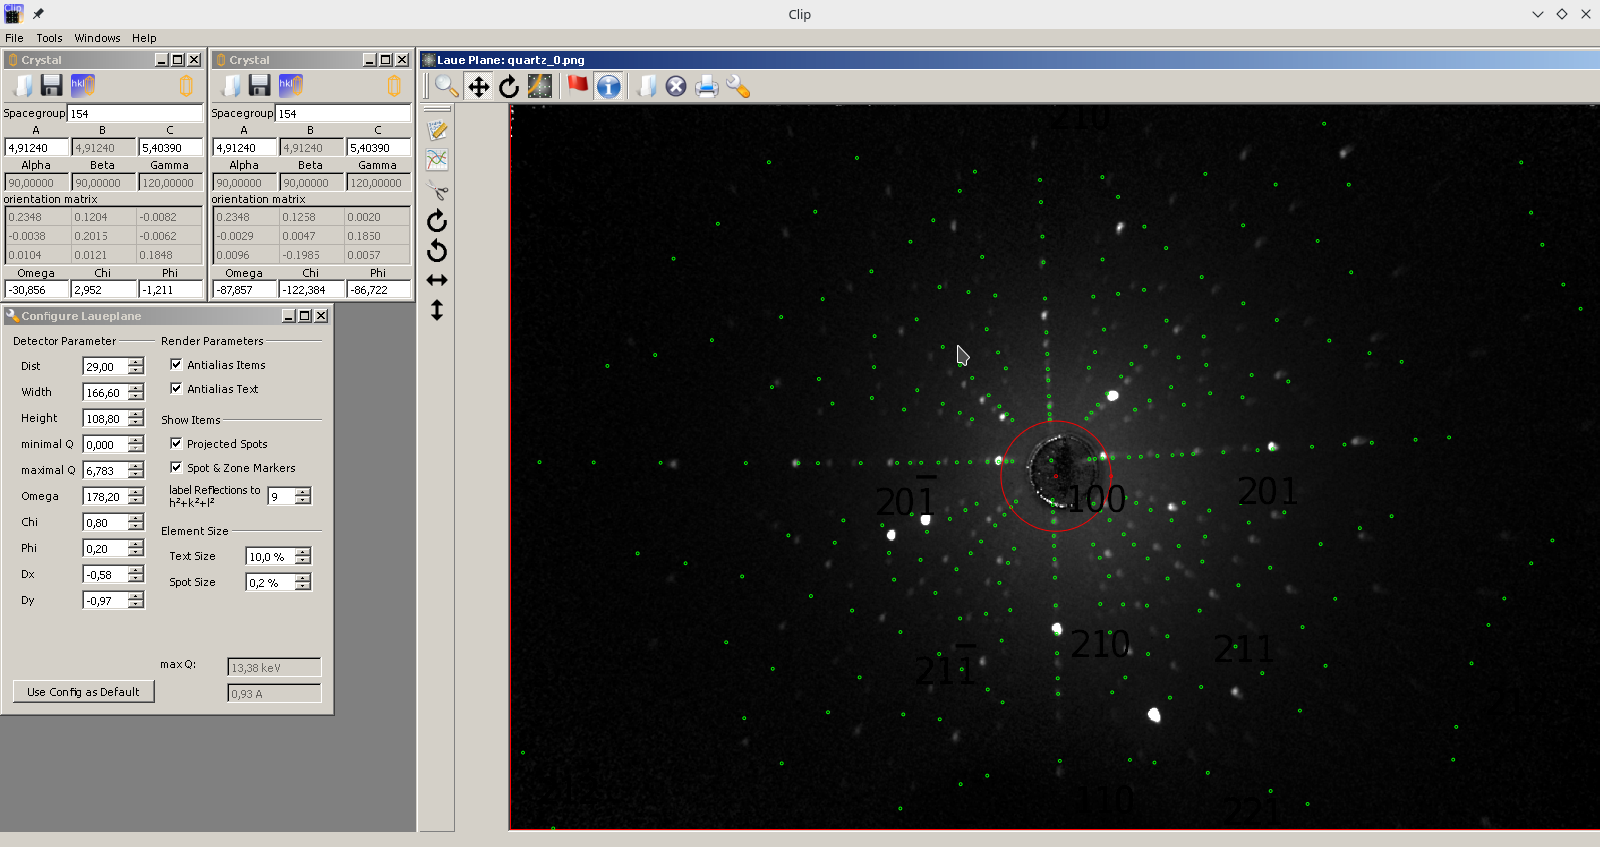 Clip
File Tools Windows Help
Crystal
Spacegroup 154
A B C
4,91240 4,91240 5,40390
Alpha Beta Gamma
90,00000 90,00000 120,00000
orientation matrix
0.2348 0.1204 -0.0082
-0.0038 0.2015 -0.0062
0.0104 0.0121 0.1848
Omega Chi Phi
-30,856 2,952 -1,211
Crystal
Spacegroup 154
A B C
4,91240 4,91240 5,40390
Alpha Beta Gamma
90,00000 90,00000 120,00000
orientation matrix
0.2348 0.1258 0.0020
-0.0029 0.0047 0.1850
0.0096 -0.1985 0.0057
Omega Chi Phi
-87,857 -122,384 -86,722
Configure Laueplane
Detector Parameter
Dist 29,00
Width 166,60
Height 108,80
minimal Q 0,000
maximal Q 6,783
Omega 178,20
Chi 0,80
Phi 0,20
Dx -0,58
Dy -0,97
Use Config as Default
Render Parameters
Antialias Items
Antialias Text
Show Items
Projected Spots
Spot & Zone Markers
label Reflections to
h²+k²+l² 9
Element Size
Text Size 10,0 %
Spot Size 0,2 %
max Q: 13,38 keV
0,93 A
Laue Plane: quartz_0.png
201̅ 100 201
211̅ 210 211
110 221